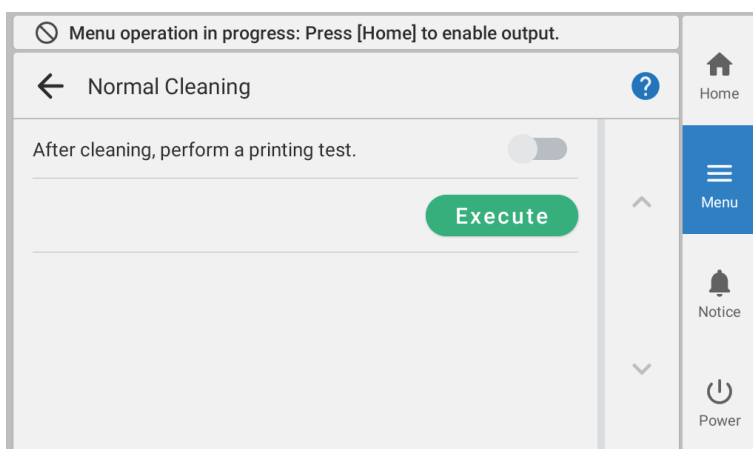 Menu operation in progress: Press [Home] to enable output.
Normal Cleaning
?
Home
After cleaning, perform a printing test.
Menu
Execute
Notice
Power